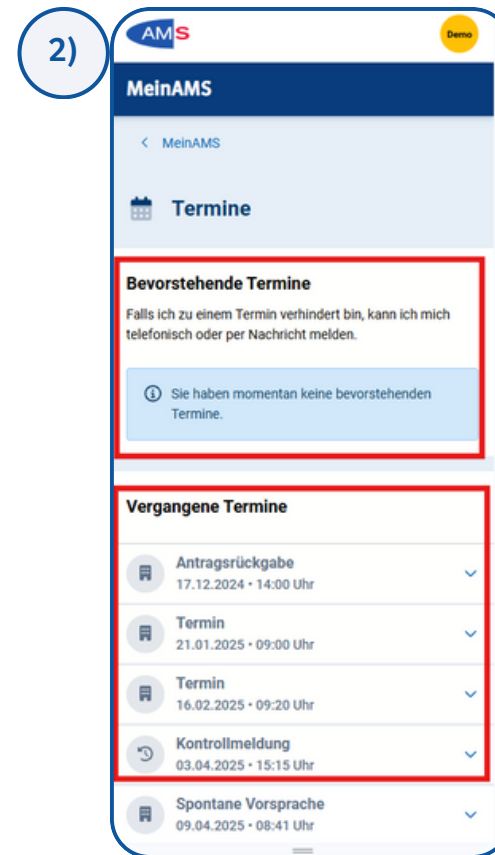 2)
AMS
Demo
MeinAMS
< MeinAMS
Termine
Bevorstehende Termine
Falls ich zu einem Termin verhindert bin, kann ich mich
telefonisch oder per Nachricht melden.
Sie haben momentan keine bevorstehenden
Termine.
Vergangene Termine
Antragsrückgabe
17.12.2024 • 14:00 Uhr
Termin
21.01.2025 • 09:00 Uhr
Termin
16.02.2025 • 09:20 Uhr
Kontrollmeldung
03.04.2025 • 15:15 Uhr
Spontane Vorsprache
09.04.2025 • 08:41 Uhr